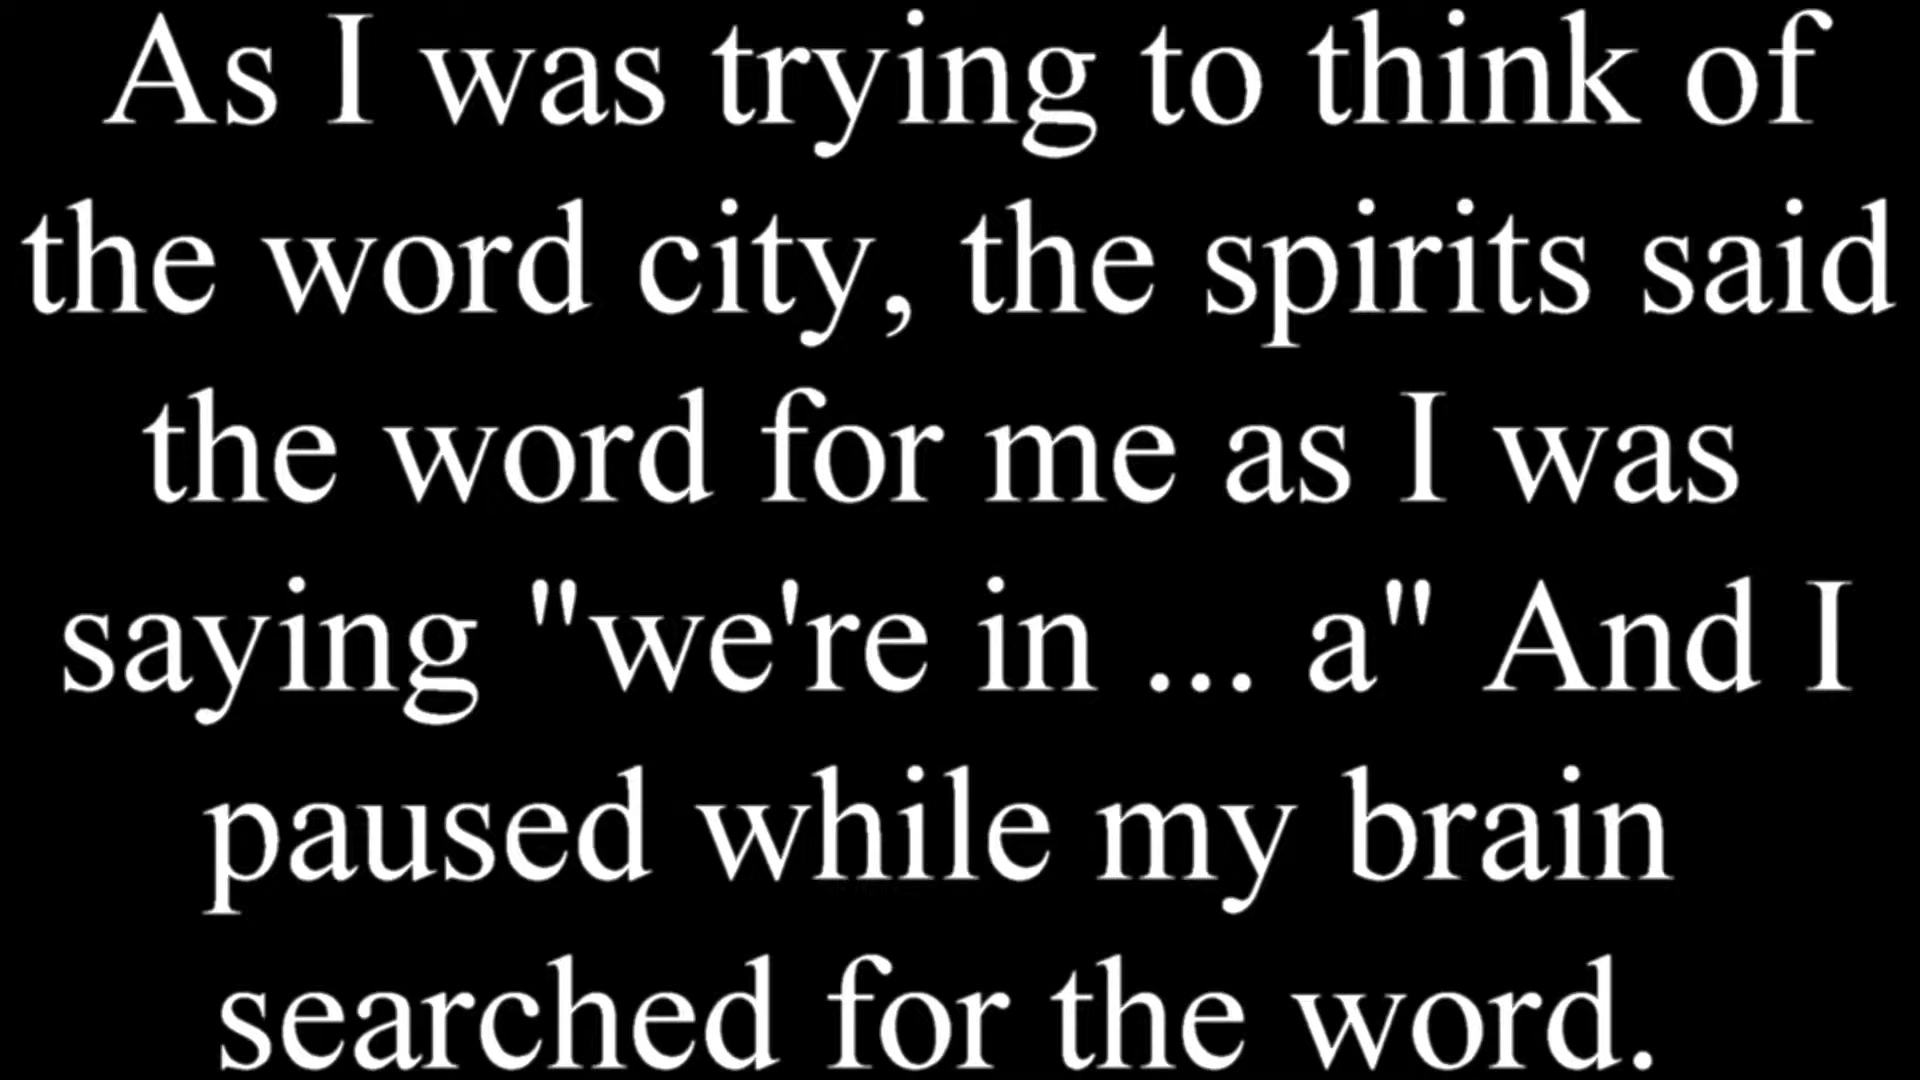 As I was trying to think of
the word city, the spirits said
the word for me as I was
saying "we're in ... a" And I
paused while my brain
searched for the word.